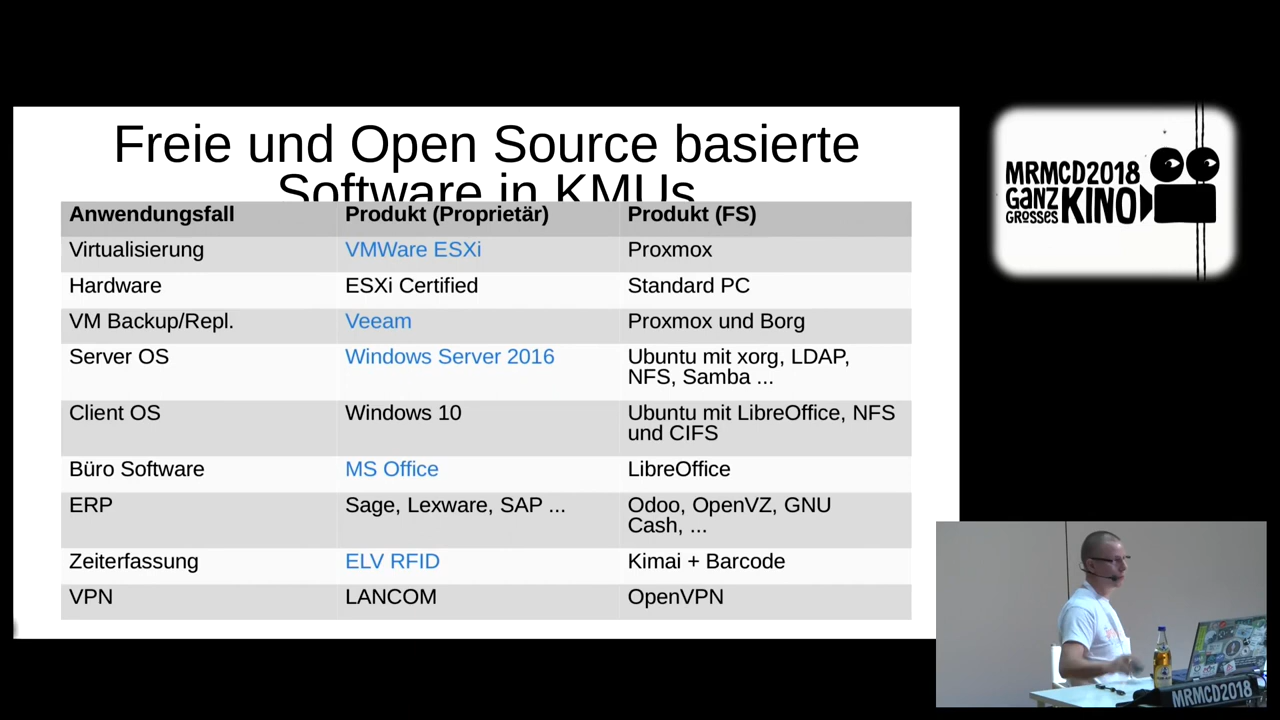 Freie und Open Source basierte
Software in KMUs
Anwendungsfall Produkt (Proprietär) Produkt (FS)
Virtualisierung VMWare ESXi Proxmox
Hardware ESXi Certified Standard PC
VM Backup/Repl. Veeam Proxmox und Borg
Server OS Windows Server 2016 Ubuntu mit xorg, LDAP,
NFS, Samba ...
Client OS Windows 10 Ubuntu mit LibreOffice, NFS
und CIFS
Büro Software MS Office LibreOffice
ERP Sage, Lexware, SAP ... Odoo, OpenVZ, GNU
Cash, ...
Zeiterfassung ELV RFID Kimai + Barcode
VPN LANCOM OpenVPN
MRMCD2018
GANZ
GROSSES
KINO
MRMCD2018